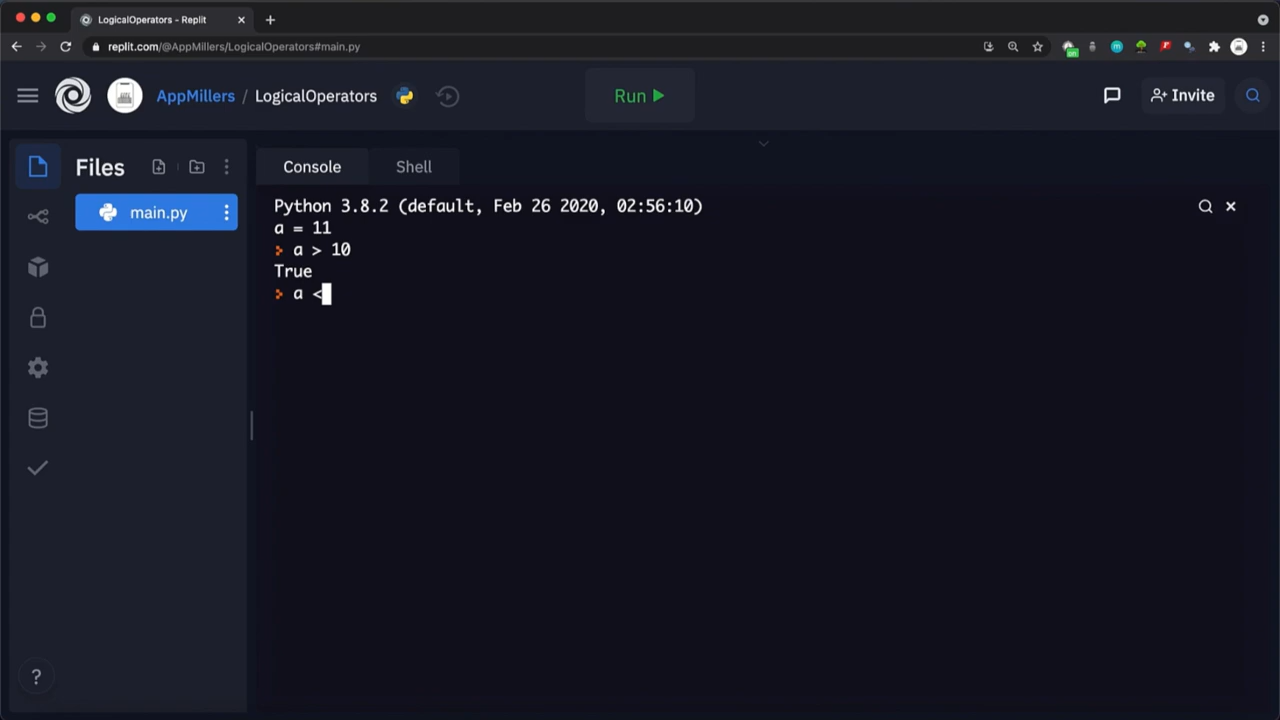 LogicalOperators - Replit
replit.com/@AppMillers/LogicalOperators#main.py
AppMillers / LogicalOperators
Run
Invite
Files
Console
Shell
main.py
Python 3.8.2 (default, Feb 26 2020, 02:56:10)
a = 11
a > 10
True
a <
?